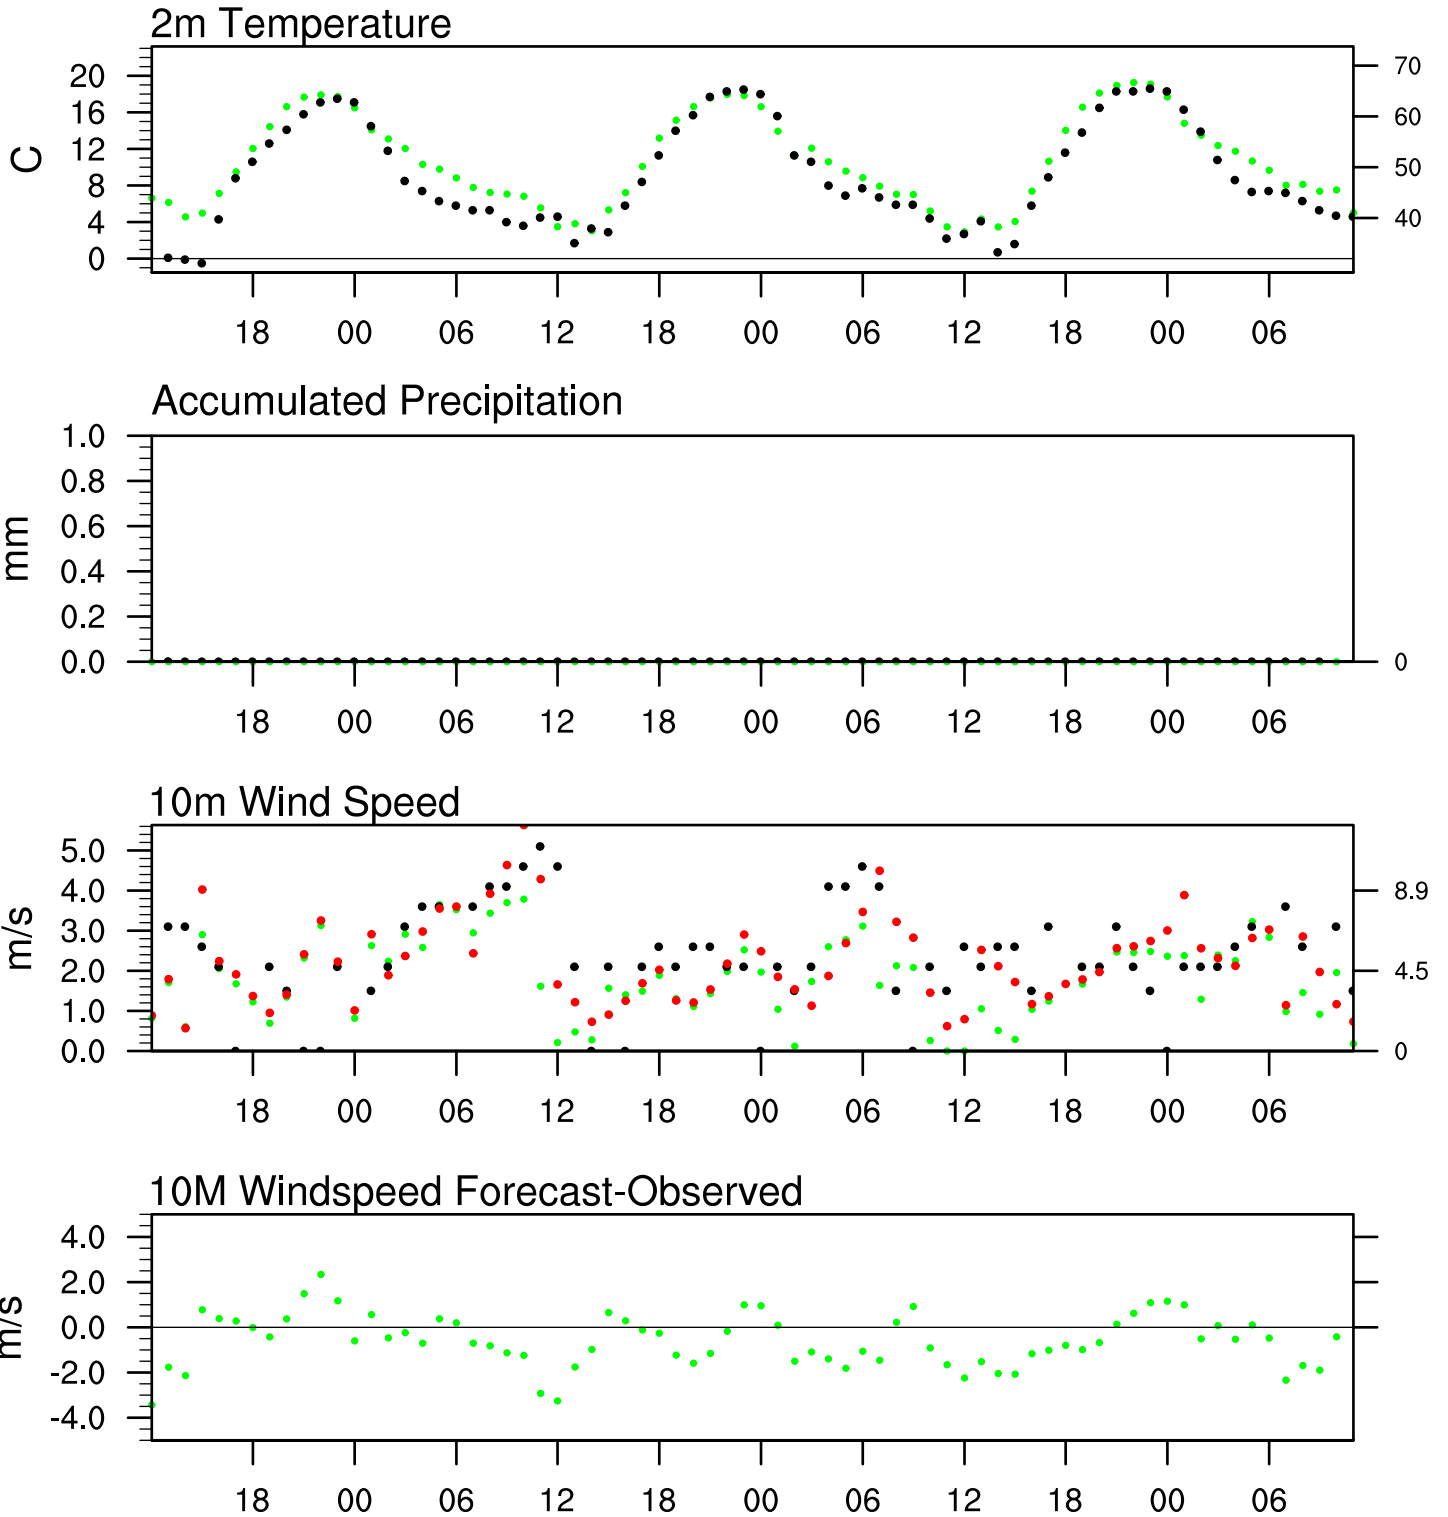 2m Temperature
20
16
12
8
4
0
C
70
60
50
40
18 00 06 12 18 00 06 12 18 00 06
Accumulated Precipitation
1.0
0.8
0.6
0.4
0.2
0.0
mm
0
18 00 06 12 18 00 06 12 18 00 06
10m Wind Speed
5.0
4.0
3.0
2.0
1.0
0.0
m/s
8.9
4.5
0
18 00 06 12 18 00 06 12 18 00 06
10M Windspeed Forecast-Observed
4.0
2.0
0.0
-2.0
-4.0
m/s
18 00 06 12 18 00 06 12 18 00 06